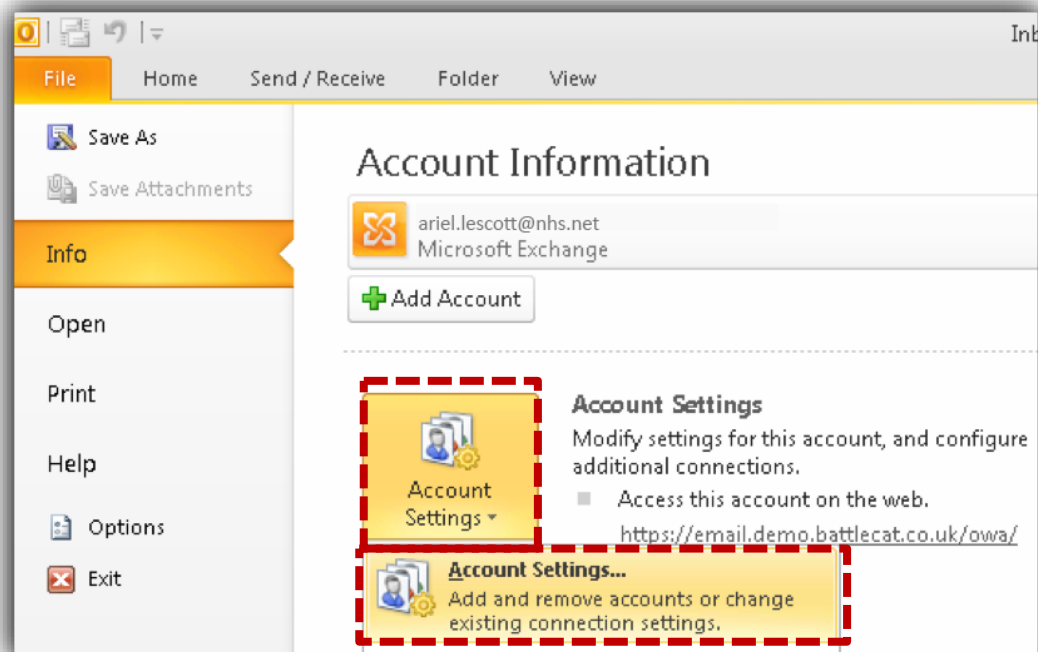 Inb
File Home Send / Receive Folder View
Save As
Save Attachments
Info
Open
Print
Help
Options
Exit
Account Information
ariel.lescott@nhs.net
Microsoft Exchange
Add Account
Account
Settings
Account Settings
Modify settings for this account, and configure
additional connections.
Access this account on the web.
https://email.demo.battlecat.co.uk/owa/
Account Settings...
Add and remove accounts or change
existing connection settings.